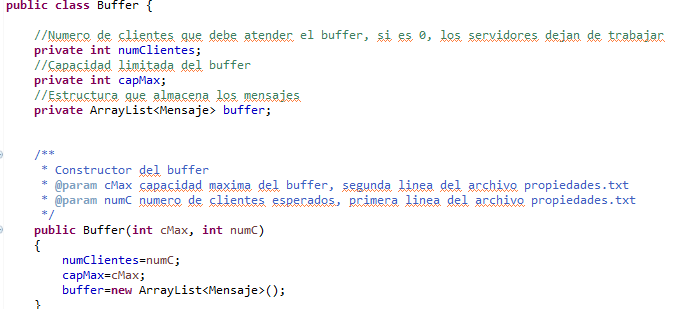 public class Buffer {
//Numero de clientes que debe atender el buffer, si es 0, los servidores dejan de trabajar
private int numClientes;
//Capacidad limitada del buffer
private int capMax;
//Estructura que almacena los mensajes
private ArrayList<Mensaje> buffer;
/**
* Constructor del buffer
* @param cMax capacidad maxima del buffer, segunda linea del archivo propiedades.txt
* @param numC numero de clientes esperados, primera linea del archivo propiedades.txt
*/
public Buffer(int cMax, int numC)
{
numClientes=numC;
capMax=cMax;
buffer=new ArrayList<Mensaje>();
}